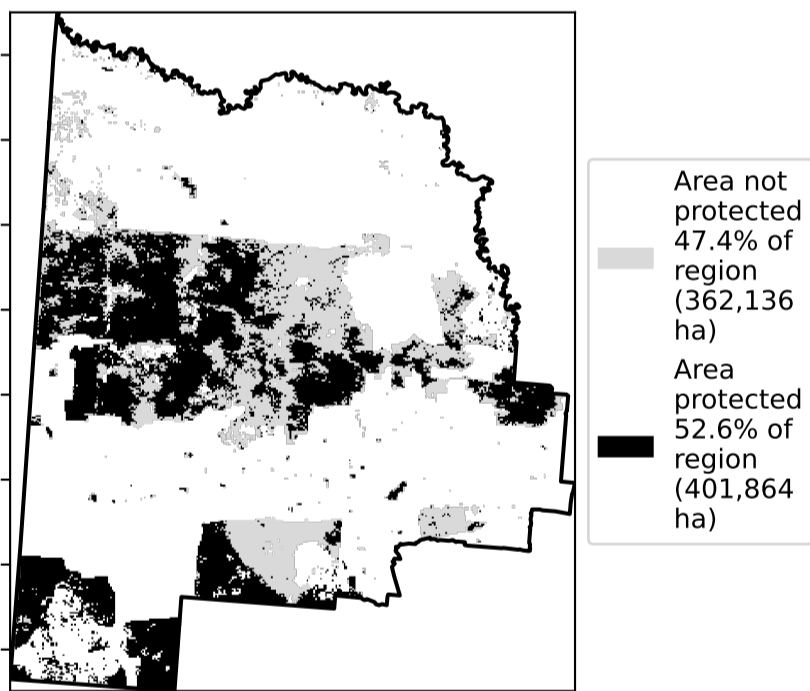 Area not
protected
47.4% of
region
(362,136
ha)
Area
protected
52.6% of
region
(401,864
ha)